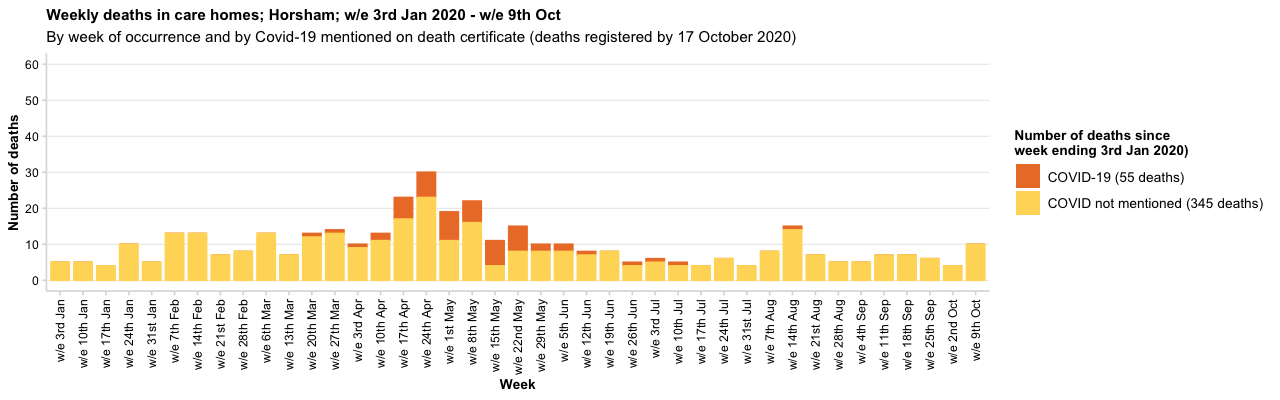 Weekly deaths in care homes; Horsham; w/e 3rd Jan 2020 - w/e 9th Oct
By week of occurrence and by Covid-19 mentioned on death certificate (deaths registered by 17 October 2020)
Number of deaths
60
50
40
30
20
10
0
w/e 3rd Jan
w/e 10th Jan
w/e 17th Jan
w/e 24th Jan
w/e 31st Jan
w/e 7th Feb
w/e 14th Feb
w/e 21st Feb
w/e 28th Feb
w/e 6th Mar
w/e 13th Mar
w/e 20th Mar
w/e 27th Mar
w/e 3rd Apr
w/e 10th Apr
w/e 17th Apr
w/e 24th Apr
w/e 1st May
w/e 8th May
w/e 15th May
w/e 22nd May
w/e 29th May
w/e 5th Jun
w/e 12th Jun
w/e 19th Jun
w/e 26th Jun
w/e 3rd Jul
w/e 10th Jul
w/e 17th Jul
w/e 24th Jul
w/e 31st Jul
w/e 7th Aug
w/e 14th Aug
w/e 21st Aug
w/e 28th Aug
w/e 4th Sep
w/e 11th Sep
w/e 18th Sep
w/e 25th Sep
w/e 2nd Oct
w/e 9th Oct
Week
Number of deaths since
week ending 3rd Jan 2020)
COVID-19 (55 deaths)
COVID not mentioned (345 deaths)